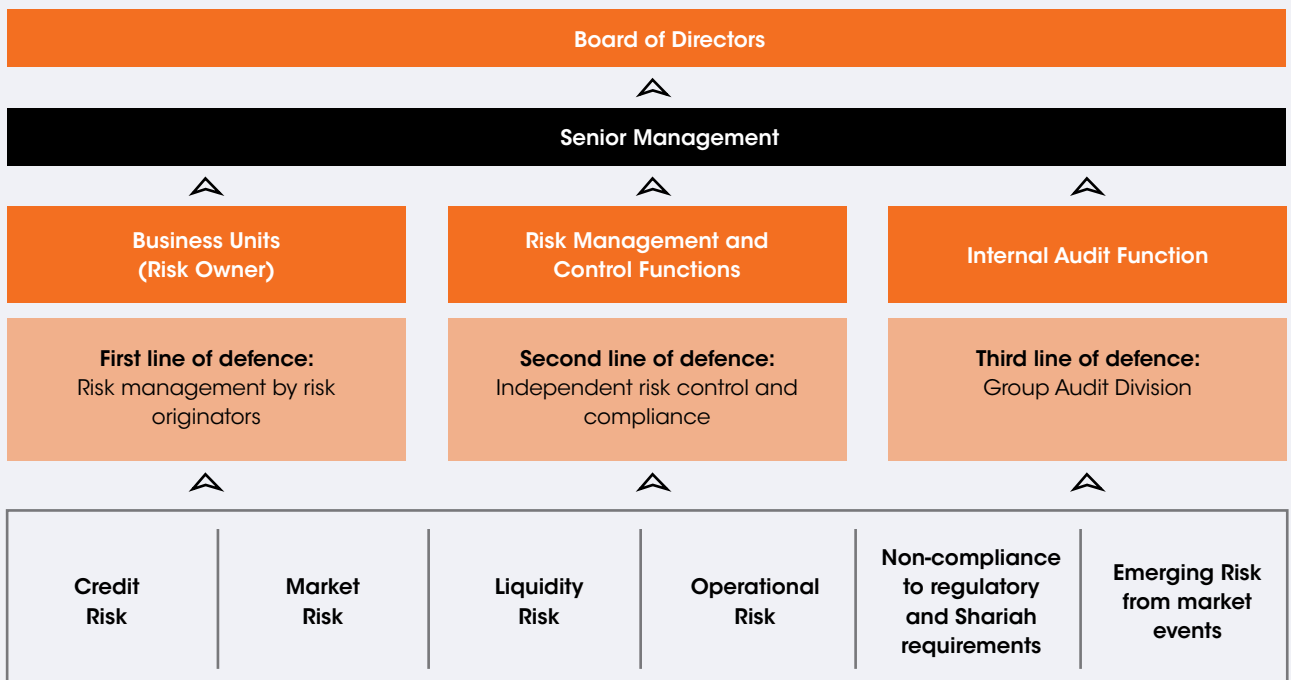 Board of Directors
Senior Management
Business Units
(Risk Owner)
Risk Management and
Control Functions
Internal Audit Function
First line of defence:
Risk management by risk
originators
Second line of defence:
Independent risk control and
compliance
Third line of defence:
Group Audit Division
Credit
Risk
Market
Risk
Liquidity
Risk
Operational
Risk
Non-compliance
to regulatory
and Shariah
requirements
Emerging Risk
from market
events